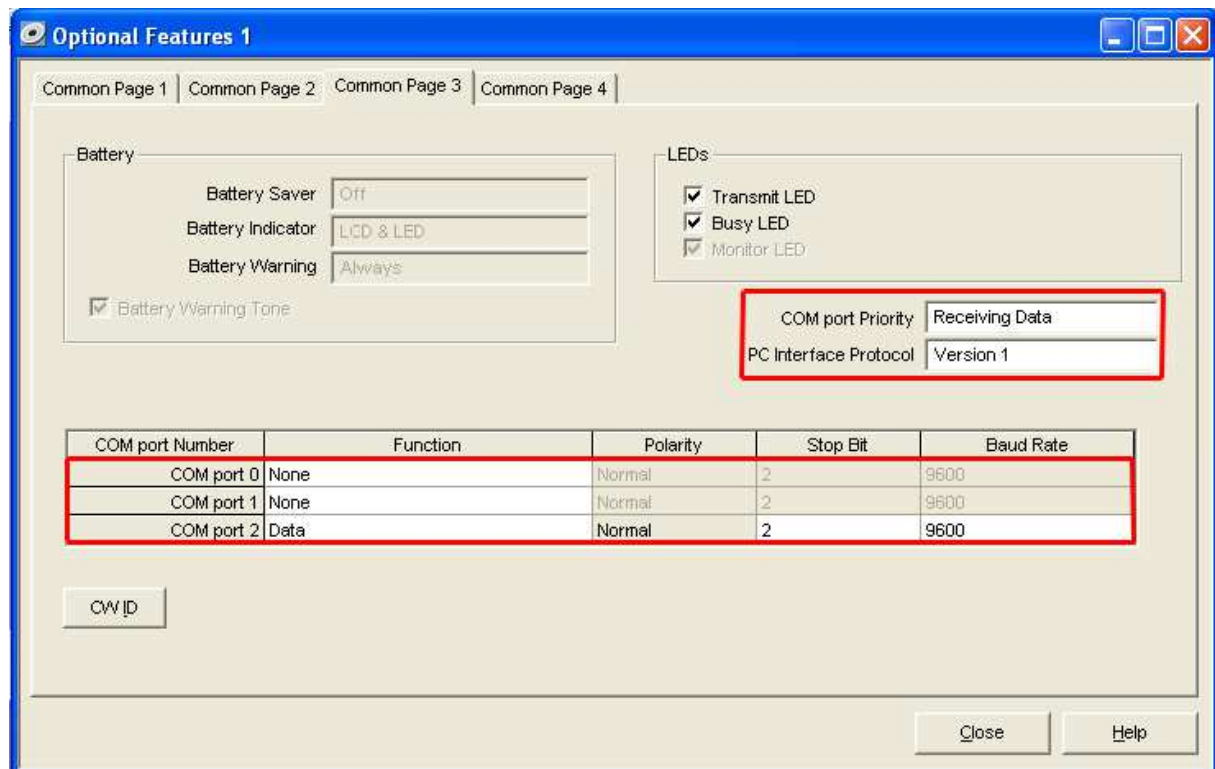 Optional Features 1
Common Page 1 Common Page 2 Common Page 3 Common Page 4
Battery
Battery Saver Off
Battery Indicator LCD & LED
Battery Warning Always
Battery Warning Tone
LEDs
Transmit LED
Busy LED
Monitor LED
COM port Priority Receiving Data
PC Interface Protocol Version 1
COM port Number Function Polarity Stop Bit Baud Rate
COM port 0 None Normal 2 9600
COM port 1 None Normal 2 9600
COM port 2 Data Normal 2 9600
CW ID
Close Help